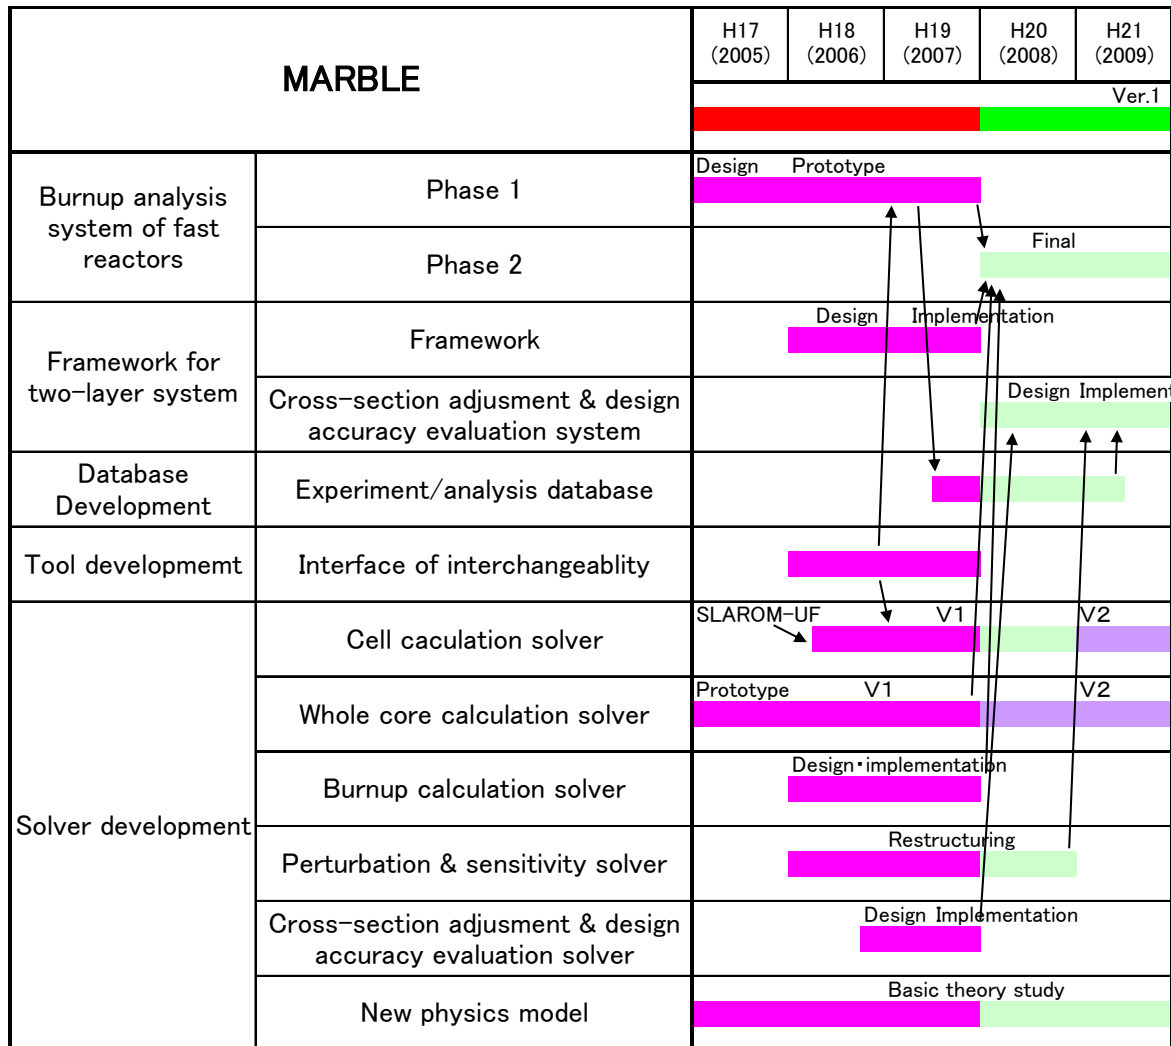 MARBLE
H17
(2005)
H18
(2006)
H19
(2007)
H20
(2008)
H21
(2009)
Ver.1
Burnup analysis
system of fast
reactors
Phase 1
Design Prototype
Phase 2
Final
Framework for
two-layer system
Framework
Design Implementation
Cross-section adjusment & design
accuracy evaluation system
Design Implement
Database
Development
Experiment/analysis database
Tool developmemt
Interface of interchangeablity
Solver development
Cell caculation solver
SLAROM-UF V1 V2
Whole core calculation solver
Prototype V1 V2
Burnup calculation solver
Design・implementation
Perturbation & sensitivity solver
Restructuring
Cross-section adjusment & design
accuracy evaluation solver
Design Implementation
New physics model
Basic theory study